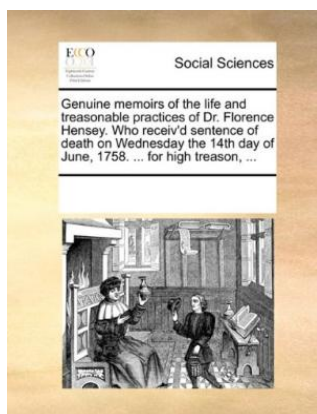 ECCO
Social Sciences
Genuine memoirs of the life and
treasonable practices of Dr. Florence
Hensey. Who receiv'd sentence of
death on Wednesday the 14th day of
June, 1758. ... for high treason, ...